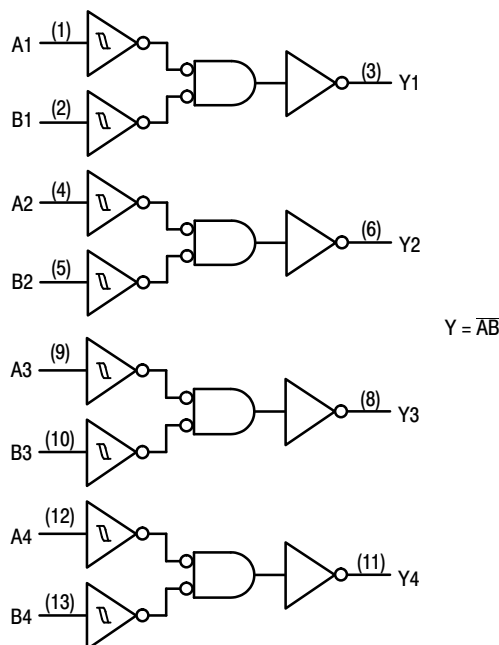 A1 (1)
(3) Y1
B1 (2)
A2 (4)
(6) Y2
B2 (5)
Y = A̅B̅
A3 (9)
(8) Y3
B3 (10)
A4 (12)
(11) Y4
B4 (13)